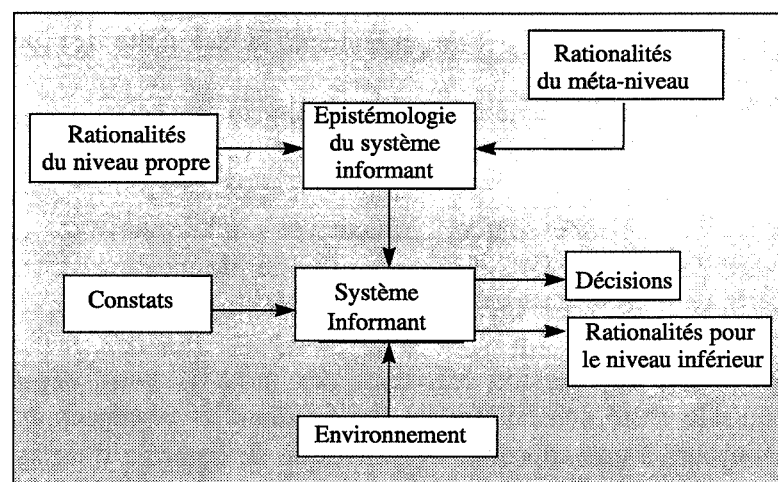 Rationalités
du méta-niveau
Epistémologie
du système
informant
Rationalités
du niveau propre
Système
Informant
Constats
Décisions
Rationalités pour
le niveau inférieur
Environnement